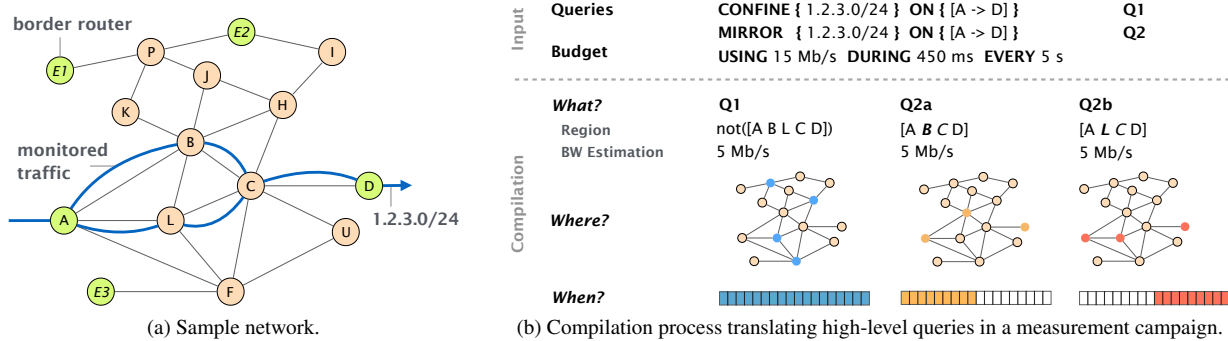 border router
E1
P
E2
I
J
K
H
B
monitored
traffic
C
D
A
L
1.2.3.0/24
U
E3
F
(a) Sample network.
Input
Queries CONFINE { 1.2.3.0/24 } ON { [A -> D] } Q1
MIRROR { 1.2.3.0/24 } ON { [A -> D] } Q2
Budget USING 15 Mb/s DURING 450 ms EVERY 5 s
Compilation
What? Q1 Q2a Q2b
Region not([A B L C D]) [A B C D] [A L C D]
BW Estimation 5 Mb/s 5 Mb/s 5 Mb/s
Where?
When?
(b) Compilation process translating high-level queries in a measurement campaign.